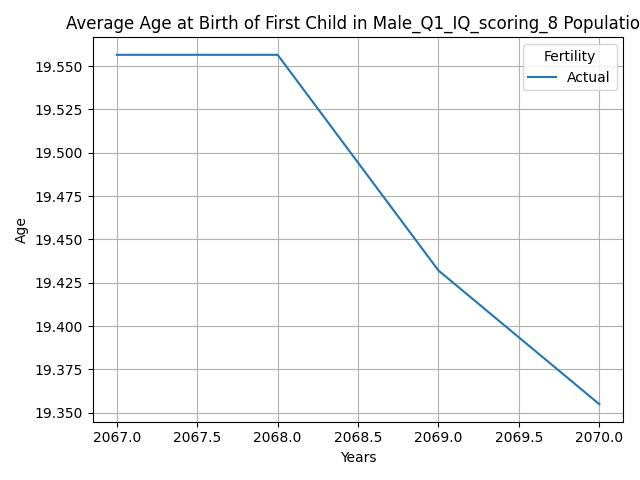 Average Age at Birth of First Child in Male_Q1_IQ_scoring_8 Populatio
Fertility
Actual
19.550
19.525
19.500
19.475
19.450
19.425
19.400
19.375
19.350
Age
2067.0 2067.5 2068.0 2068.5 2069.0 2069.5 2070.0
Years